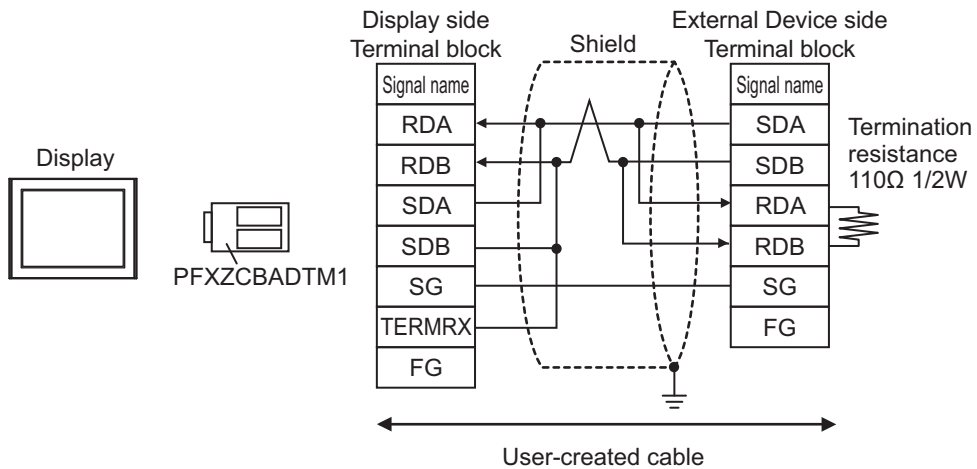 Display
PFXZCBADTM1
Display side
Terminal block
Signal name
RDA
RDB
SDA
SDB
SG
TERMRX
FG
Shield
External Device side
Terminal block
Signal name
SDA
SDB
RDA
RDB
SG
FG
Termination
resistance
110Ω 1/2W
User-created cable